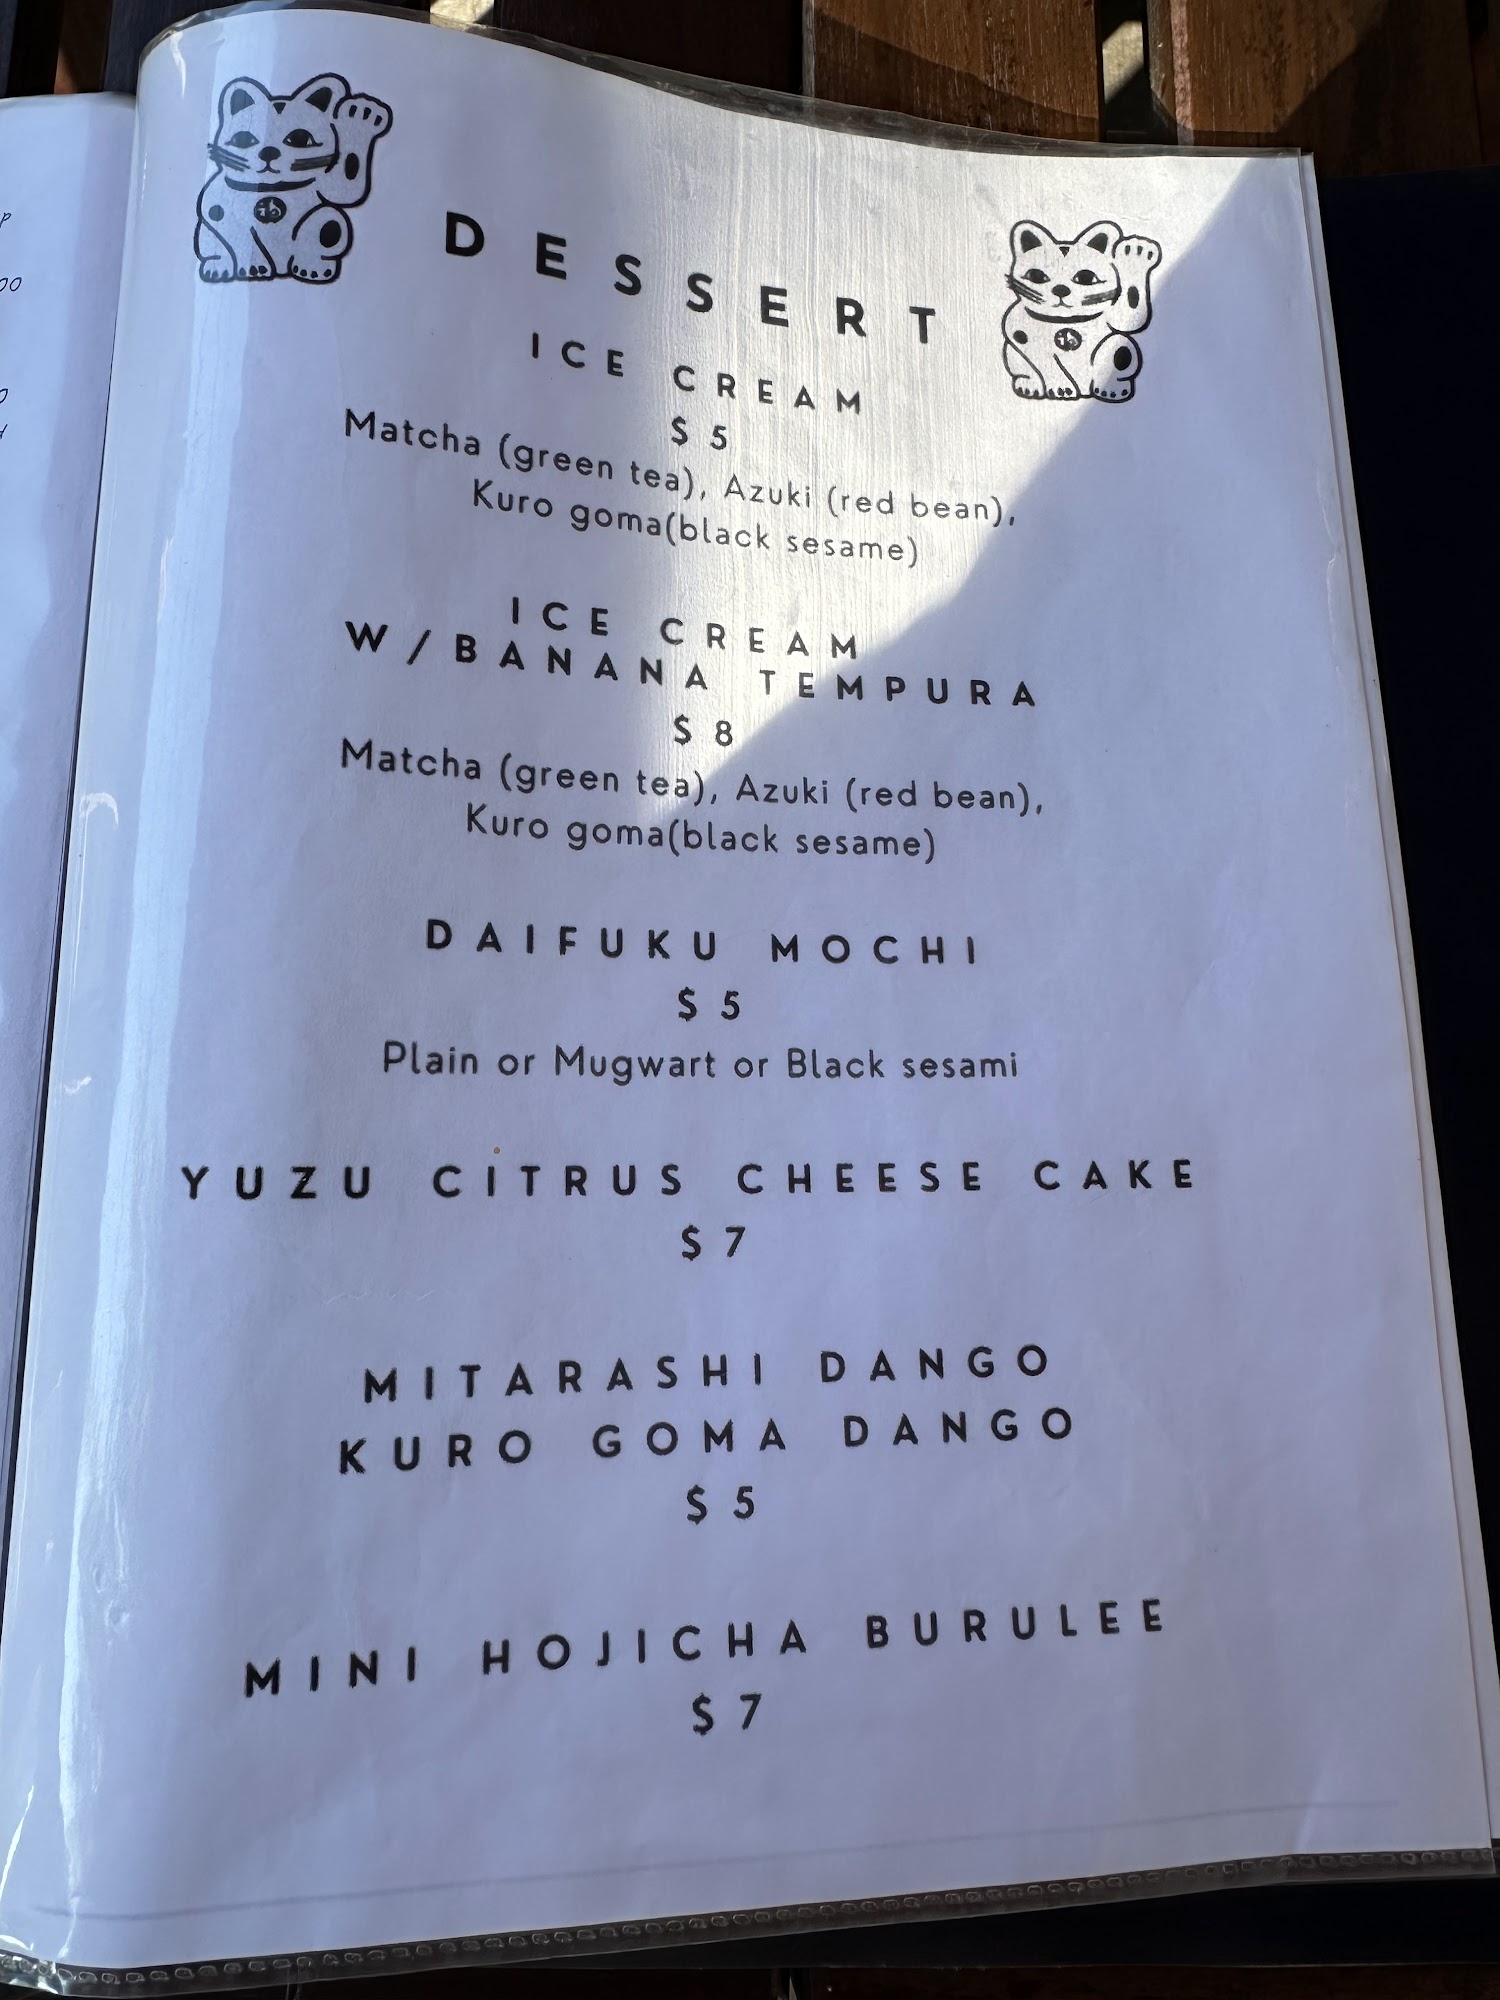 DESSERT
ICE CREAM
$5
Matcha (green tea), Azuki (red bean),
Kuro goma(black sesame)
ICE CREAM
W/BANANA TEMPURA
$8
Matcha (green tea), Azuki (red bean),
Kuro goma(black sesame)
DAIFUKU MOCHI
$5
Plain or Mugwart or Black sesami
YUZU CITRUS CHEESE CAKE
$7
MITARASHI DANGO
KURO GOMA DANGO
$5
MINI HOJICHA BURULEE
$7